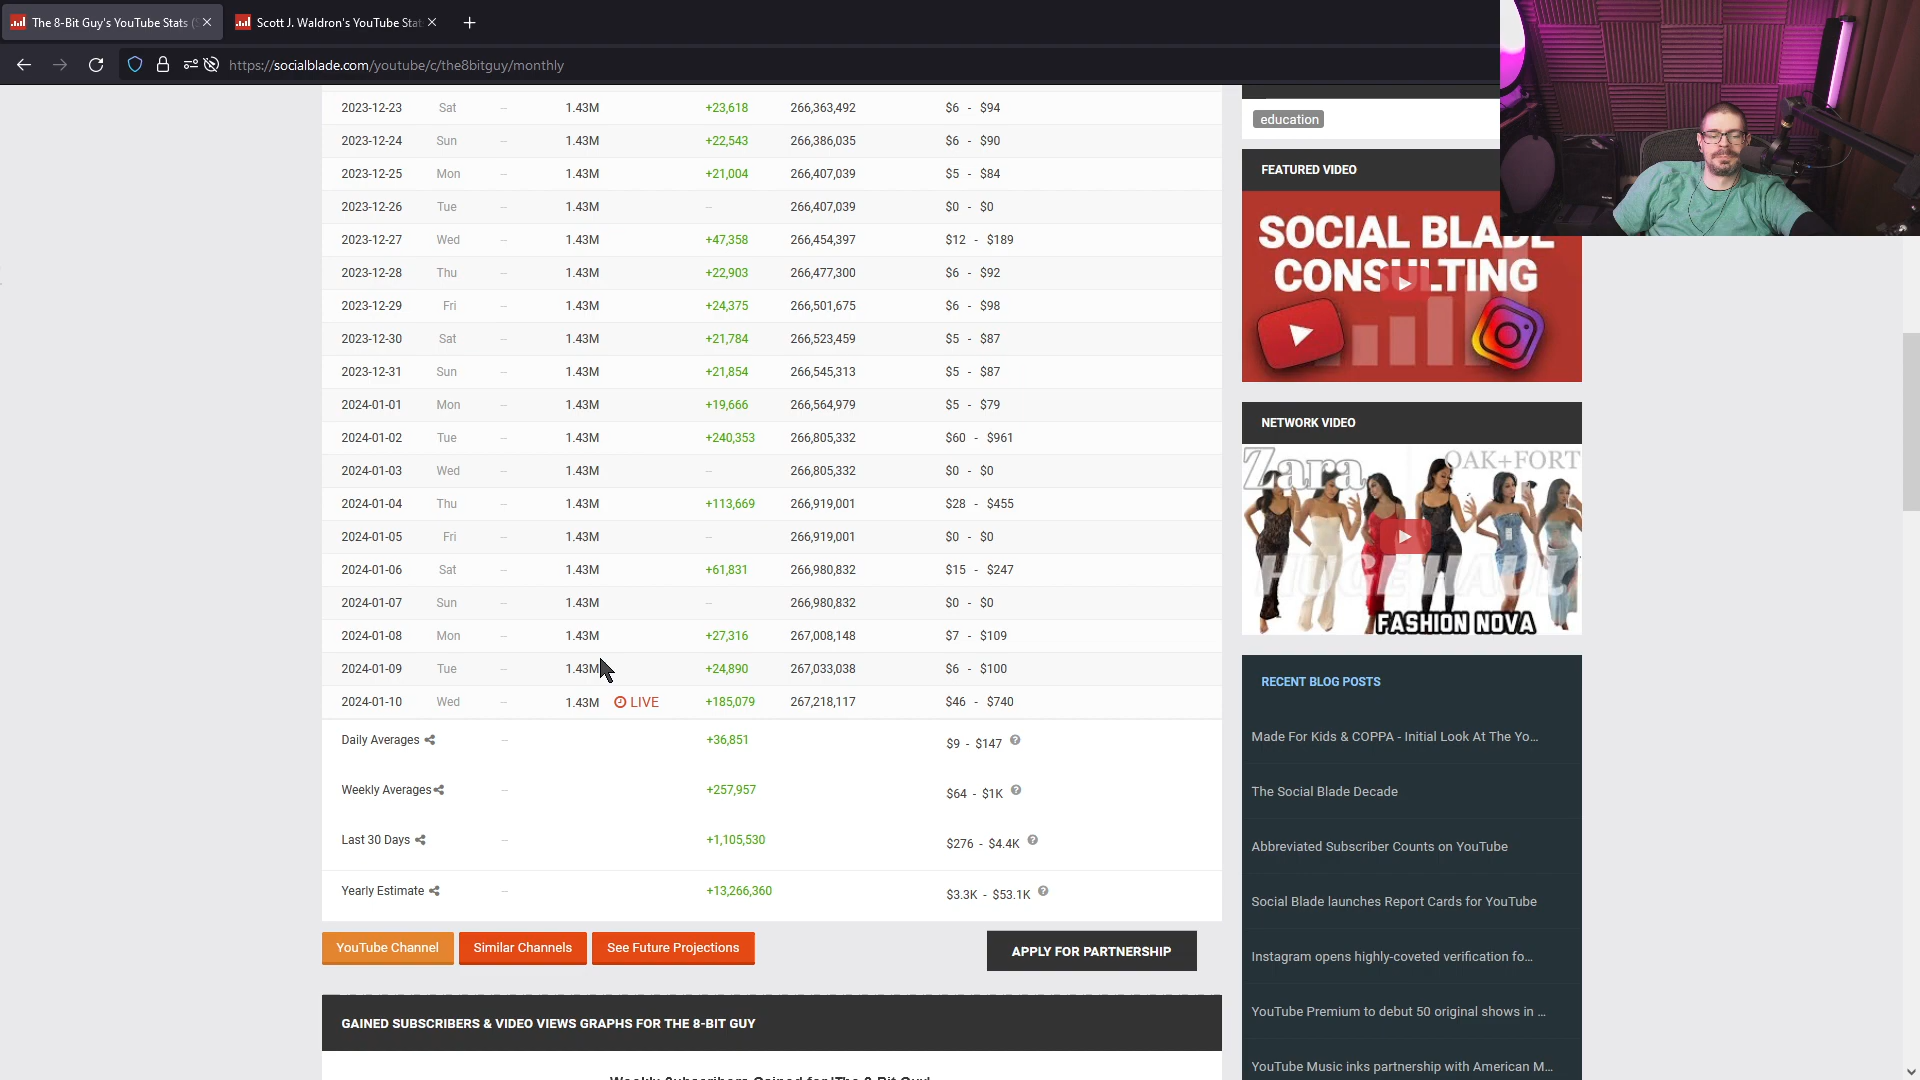 The 8-Bit Guy's YouTube Stats (
Scott J. Waldron's YouTube Stat
https://socialblade.com/youtube/c/the8bitguy/monthly
2023-12-23 Sat -- 1.43M +23,618 266,363,492 $6 - $94
2023-12-24 Sun -- 1.43M +22,543 266,386,035 $6 - $90
2023-12-25 Mon -- 1.43M +21,004 266,407,039 $5 - $84
2023-12-26 Tue -- 1.43M -- 266,407,039 $0 - $0
2023-12-27 Wed -- 1.43M +47,358 266,454,397 $12 - $189
2023-12-28 Thu -- 1.43M +22,903 266,477,300 $6 - $92
2023-12-29 Fri -- 1.43M +24,375 266,501,675 $6 - $98
2023-12-30 Sat -- 1.43M +21,784 266,523,459 $5 - $87
2023-12-31 Sun -- 1.43M +21,854 266,545,313 $5 - $87
2024-01-01 Mon -- 1.43M +19,666 266,564,979 $5 - $79
2024-01-02 Tue -- 1.43M +240,353 266,805,332 $60 - $961
2024-01-03 Wed -- 1.43M -- 266,805,332 $0 - $0
2024-01-04 Thu -- 1.43M +113,669 266,919,001 $28 - $455
2024-01-05 Fri -- 1.43M -- 266,919,001 $0 - $0
2024-01-06 Sat -- 1.43M +61,831 266,980,832 $15 - $247
2024-01-07 Sun -- 1.43M -- 266,980,832 $0 - $0
2024-01-08 Mon -- 1.43M +27,316 267,008,148 $7 - $109
2024-01-09 Tue -- 1.43M +24,890 267,033,038 $6 - $100
2024-01-10 Wed -- 1.43M LIVE +185,079 267,218,117 $46 - $740
Daily Averages -- +36,851 $9 - $147
Weekly Averages -- +257,957 $64 - $1K
Last 30 Days -- +1,105,530 $276 - $4.4K
Yearly Estimate -- +13,266,360 $3.3K - $53.1K
YouTube Channel
Similar Channels
See Future Projections
APPLY FOR PARTNERSHIP
GAINED SUBSCRIBERS & VIDEO VIEWS GRAPHS FOR THE 8-BIT GUY
Weekly Subscribers Gained for 'The 8-Bit Guy'
education
FEATURED VIDEO
SOCIAL BLADE
CONSULTING
NETWORK VIDEO
Zara
OAK+FORT
HUGE HAUL
FASHION NOVA
RECENT BLOG POSTS
Made For Kids & COPPA - Initial Look At The Yo...
The Social Blade Decade
Abbreviated Subscriber Counts on YouTube
Social Blade launches Report Cards for YouTube
Instagram opens highly-coveted verification fo...
YouTube Premium to debut 50 original shows in ...
YouTube Music inks partnership with American M...